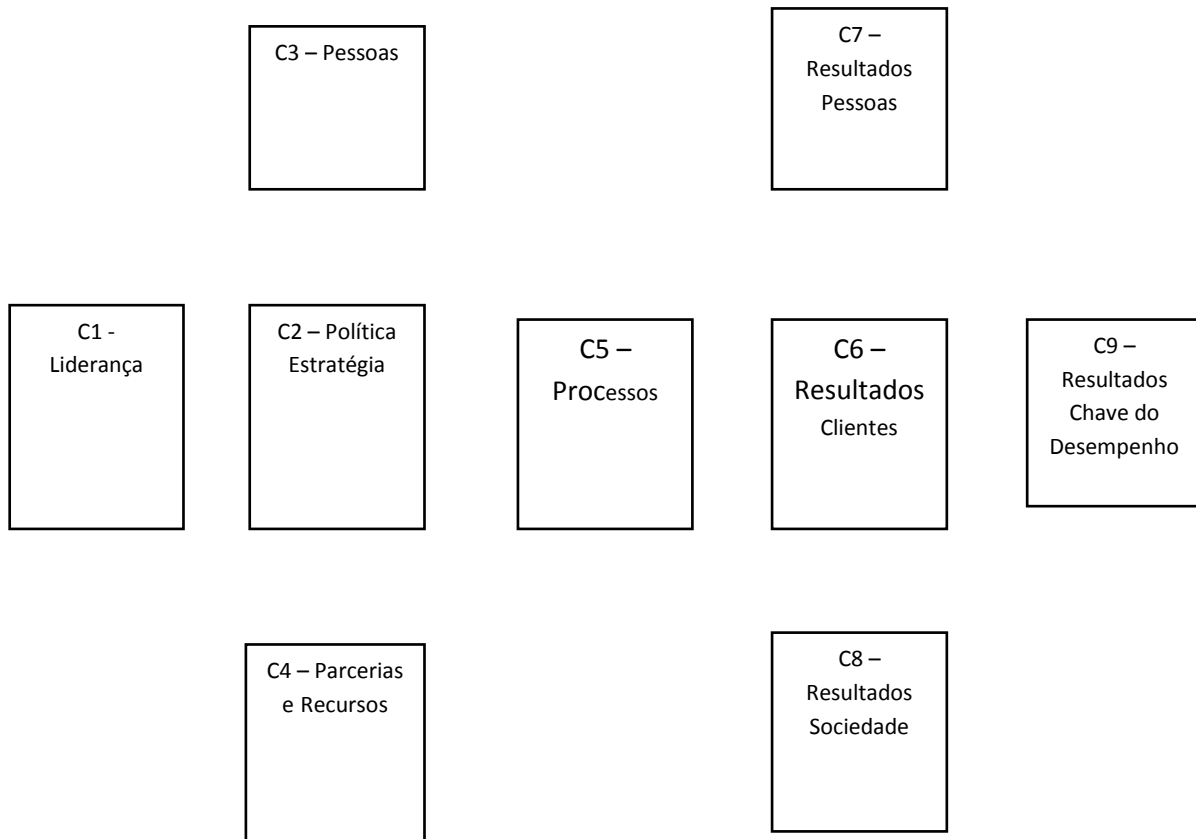 C3 – Pessoas
C7 –
Resultados
Pessoas
C1 -
Liderança
C2 – Política
Estratégia
C5 –
Processos
C6 –
Resultados
Clientes
C9 –
Resultados
Chave do
Desempenho
C4 – Parcerias
e Recursos
C8 –
Resultados
Sociedade